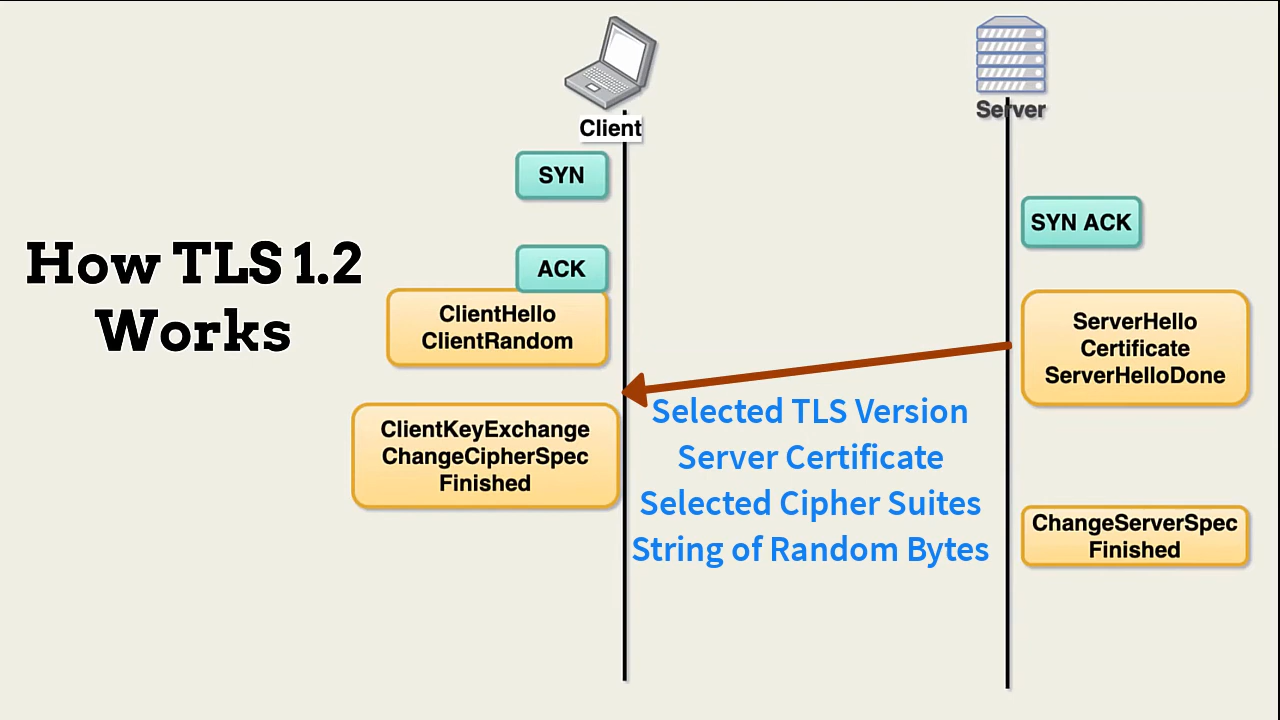 Client
Server
SYN
SYN ACK
ACK
How TLS 1.2
Works
ClientHello
ClientRandom
ServerHello
Certificate
ServerHelloDone
Selected TLS Version
Server Certificate
Selected Cipher Suites
String of Random Bytes
ClientKeyExchange
ChangeCipherSpec
Finished
ChangeServerSpec
Finished